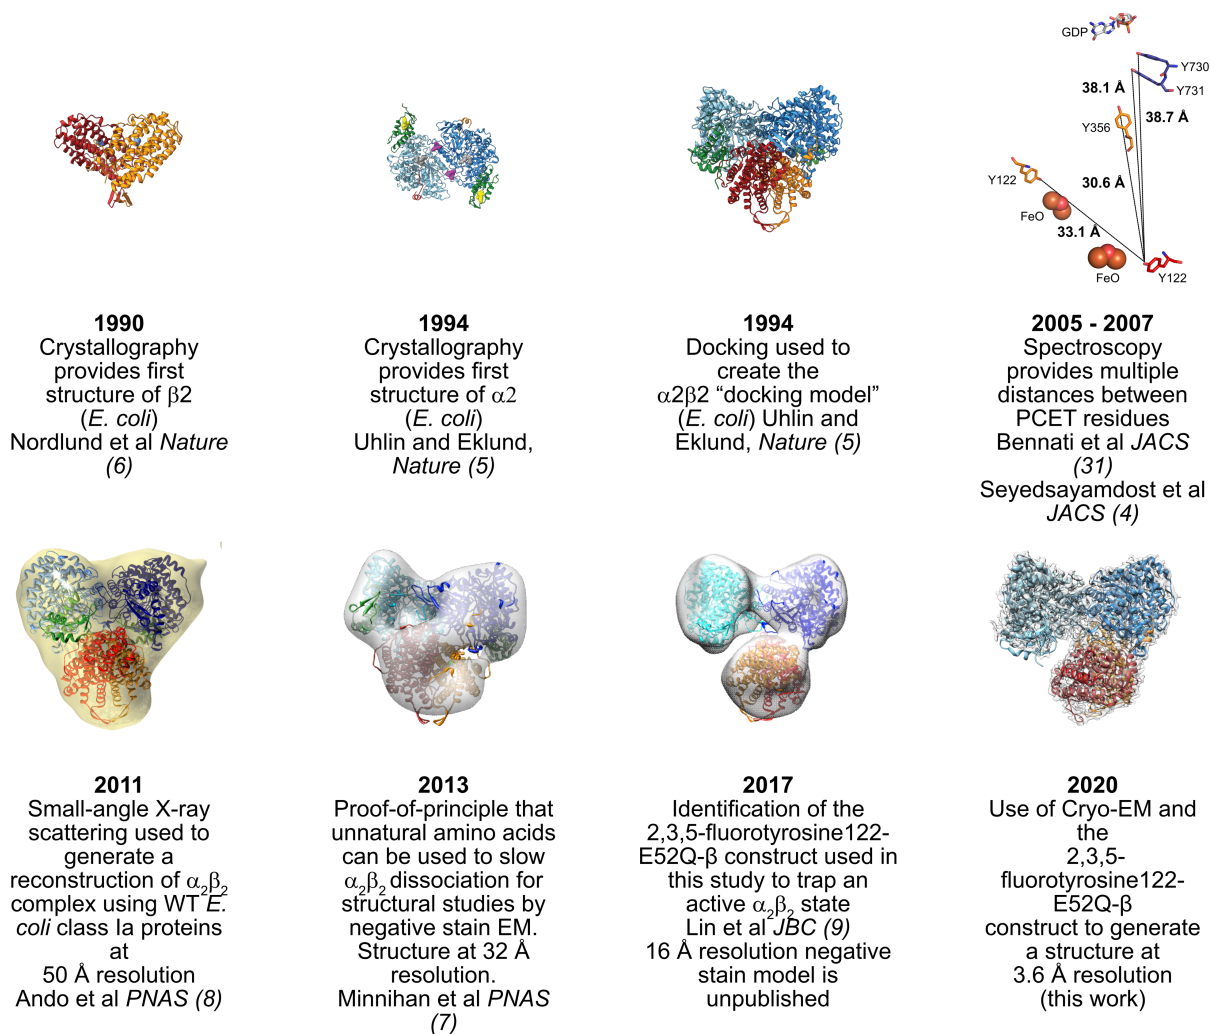 GDP
Y730
38.1 Å
Y731
38.7 Å
Y356
Y122
30.6 Å
FeO
33.1 Å
FeO
Y122
1990
Crystallography
provides first
structure of β2
(E. coli)
Nordlund et al Nature
(6)
1994
Crystallography
provides first
structure of α2
(E. coli)
Uhlin and Eklund,
Nature (5)
1994
Docking used to
create the
α2β2 “docking model”
(E. coli) Uhlin and
Eklund, Nature (5)
2005 - 2007
Spectroscopy
provides multiple
distances between
PCET residues
Bennati et al JACS
(31)
Seyedsayamdost et al
JACS (4)
2011
Small-angle X-ray
scattering used to
generate a
reconstruction of α₂β₂
complex using WT E.
coli class Ia proteins
at
50 Å resolution
Ando et al PNAS (8)
2013
Proof-of-principle that
unnatural amino acids
can be used to slow
α₂β₂ dissociation for
structural studies by
negative stain EM.
Structure at 32 Å
resolution.
Minnihan et al PNAS
(7)
2017
Identification of the
2,3,5-fluorotyrosine122-
E52Q-β construct used in
this study to trap an
active α₂β₂ state
Lin et al JBC (9)
16 Å resolution negative
stain model is
unpublished
2020
Use of Cryo-EM and
the
2,3,5-
fluorotyrosine122-
E52Q-β
construct to generate
a structure at
3.6 Å resolution
(this work)